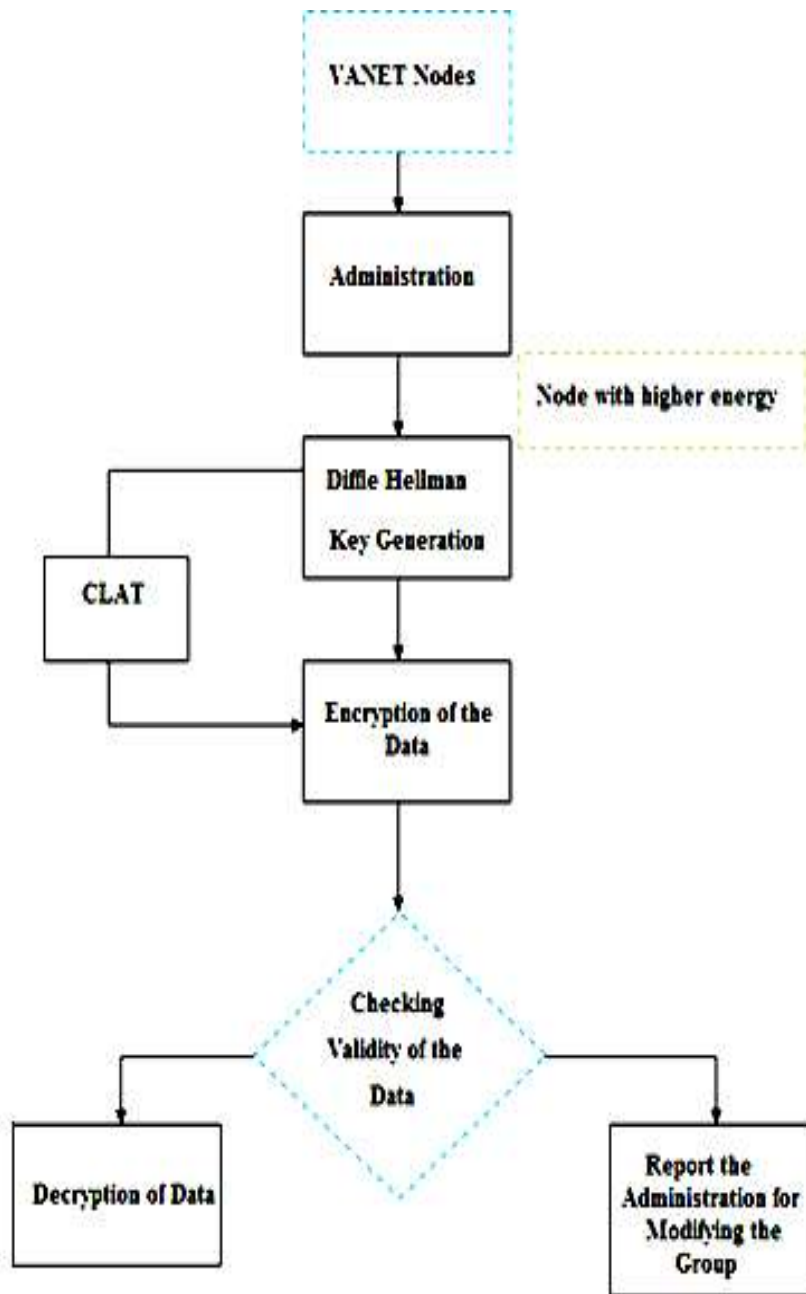 VANET Nodes
Administration
Node with higher energy
Diffie Hellman
Key Generation
CLAT
Encryption of the
Data
Checking
Validity of the
Data
Decryption of Data
Report the
Administration for
Modifying the
Group